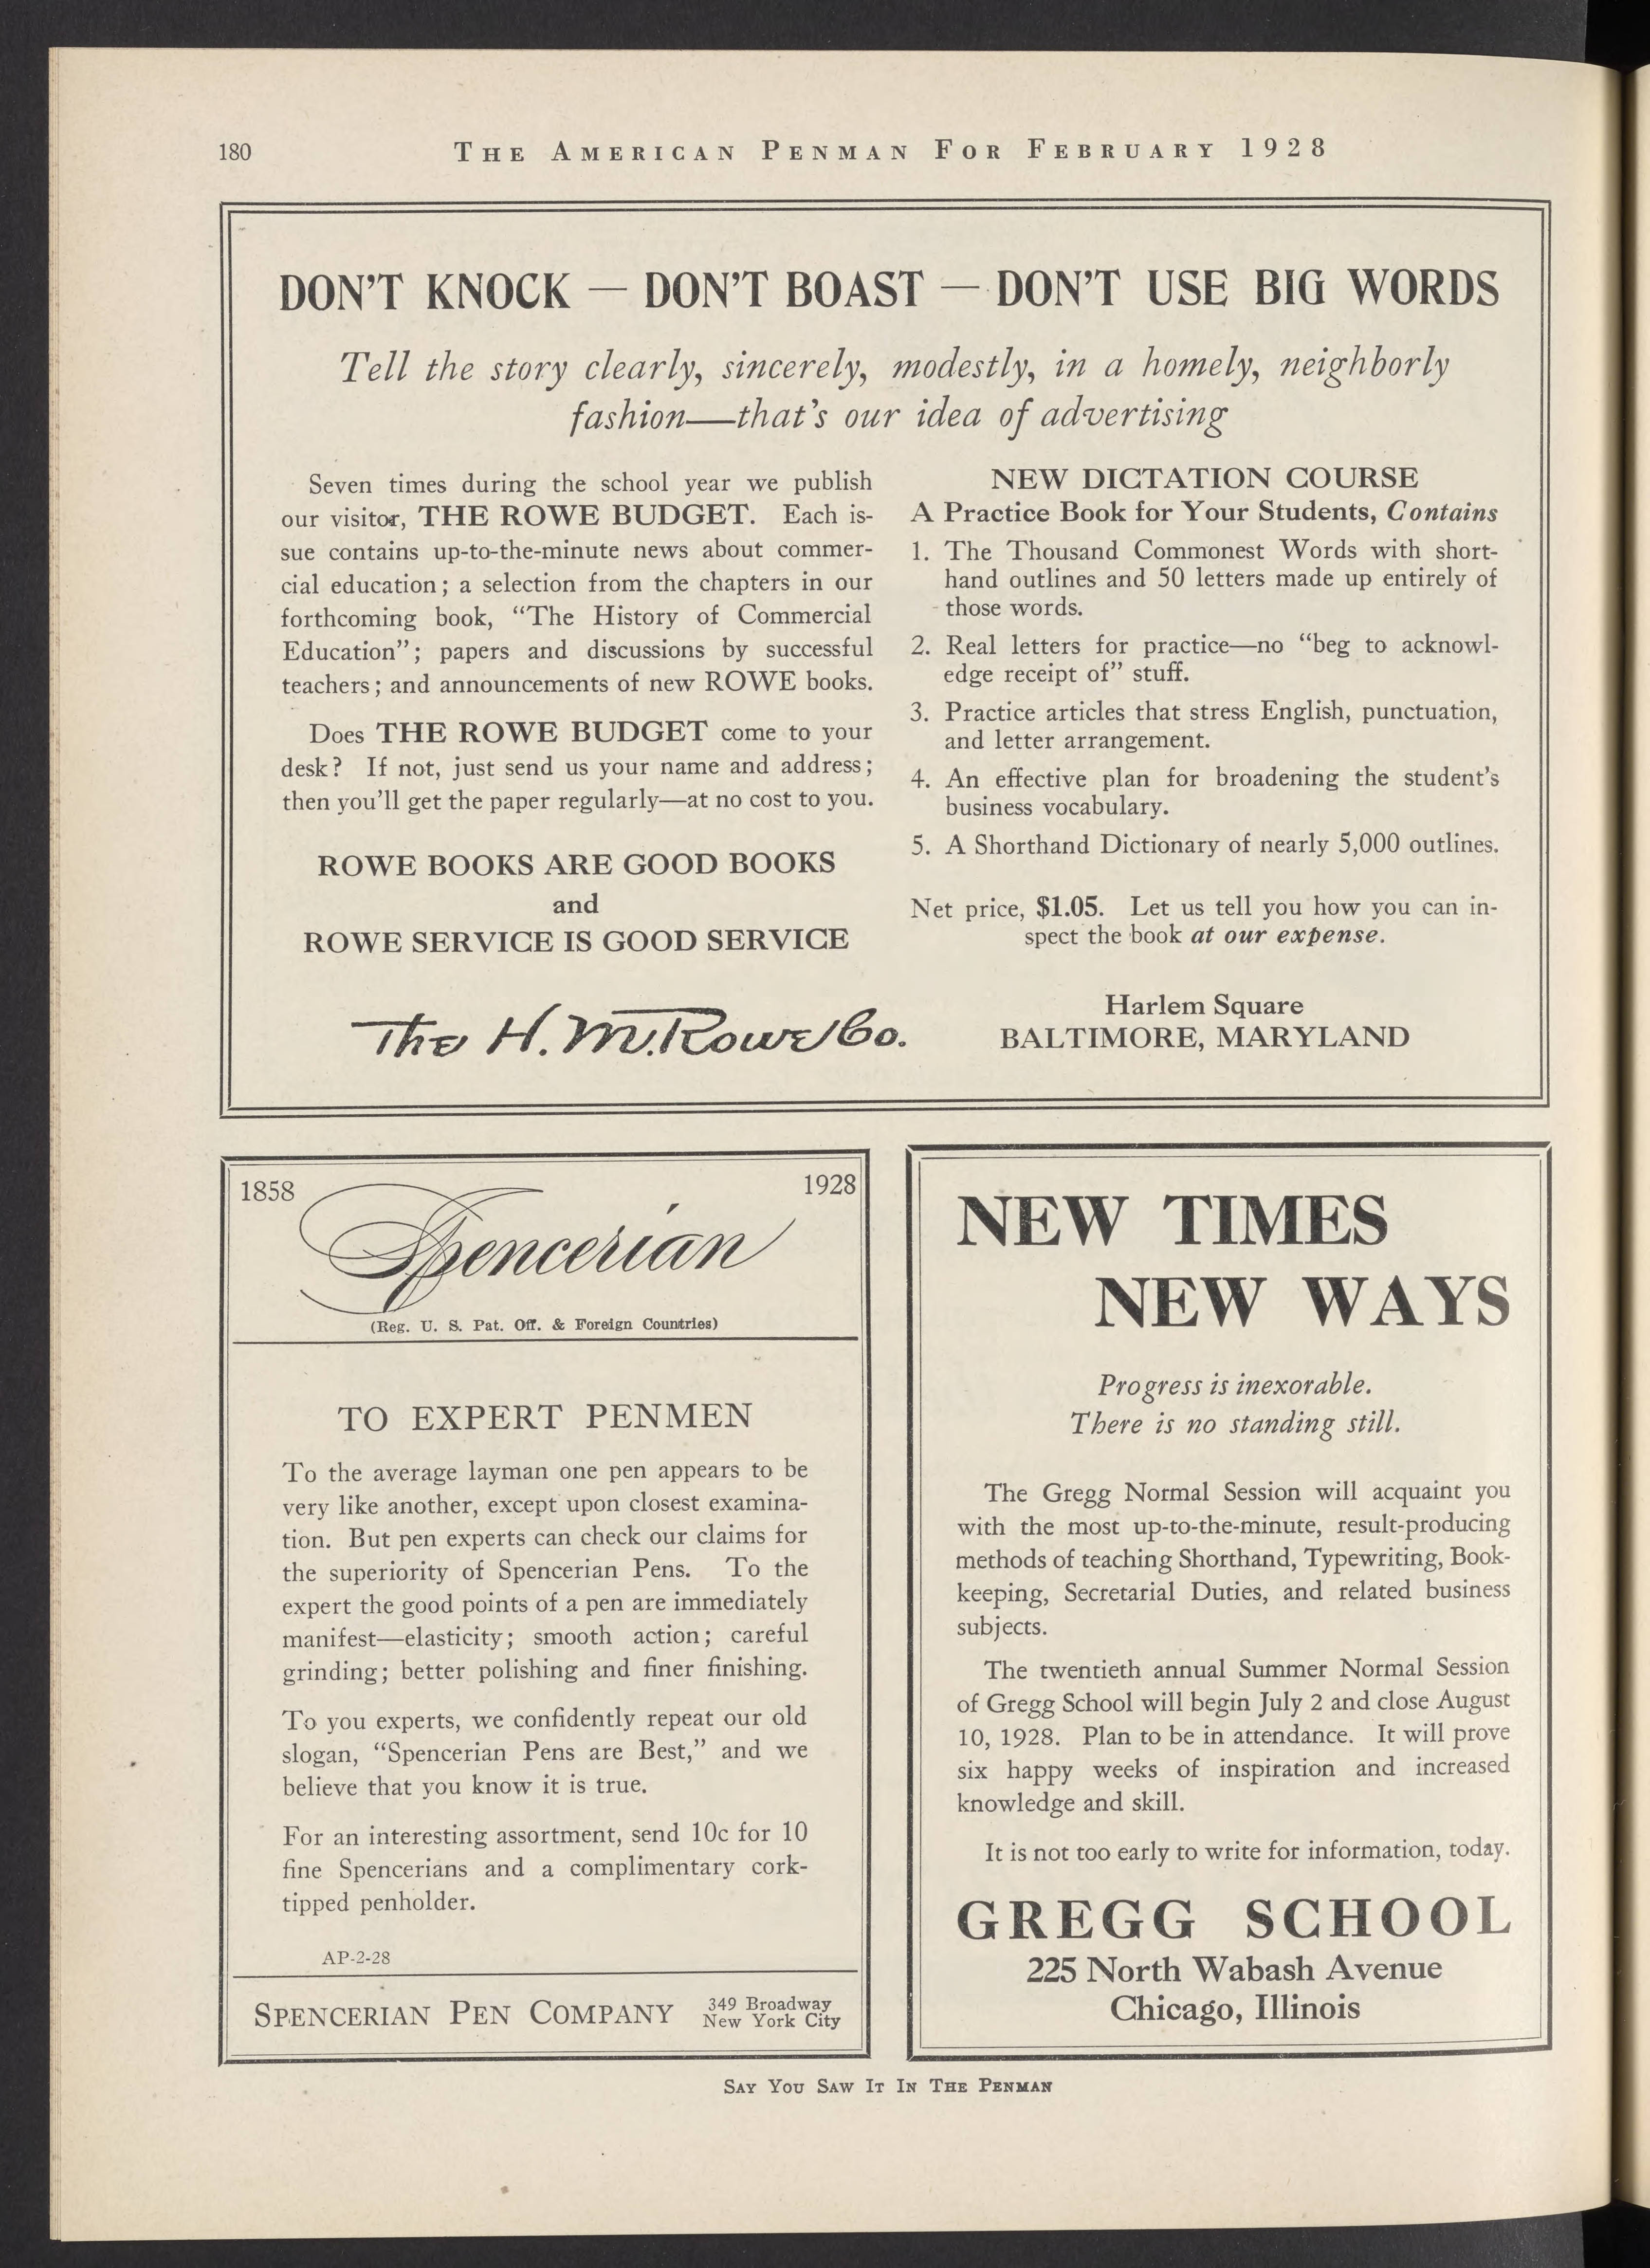 180
THE AMERICAN PENMAN FOR FEBRUARY 1928
DON'T KNOCK — DON'T BOAST — DON'T USE BIG WORDS
Tell the story clearly, sincerely, modestly, in a homely, neighborly
fashion—that's our idea of advertising
Seven times during the school year we publish
our visitor, THE ROWE BUDGET. Each is-
sue contains up-to-the-minute news about commer-
cial education; a selection from the chapters in our
forthcoming book, “The History of Commercial
Education”; papers and discussions by successful
teachers; and announcements of new ROWE books.
Does THE ROWE BUDGET come to your
desk? If not, just send us your name and address;
then you'll get the paper regularly—at no cost to you.
ROWE BOOKS ARE GOOD BOOKS
and
ROWE SERVICE IS GOOD SERVICE
NEW DICTATION COURSE
A Practice Book for Your Students, Contains
1. The Thousand Commonest Words with short-
hand outlines and 50 letters made up entirely of
those words.
2. Real letters for practice—no “beg to acknowl-
edge receipt of” stuff.
3. Practice articles that stress English, punctuation,
and letter arrangement.
4. An effective plan for broadening the student's
business vocabulary.
5. A Shorthand Dictionary of nearly 5,000 outlines.
Net price, $1.05. Let us tell you how you can in-
spect the book at our expense.
The H. M. Rowe Co.
Harlem Square
BALTIMORE, MARYLAND
1858
1928
Spencerian
(Reg. U. S. Pat. Off. & Foreign Countries)
TO EXPERT PENMEN
To the average layman one pen appears to be
very like another, except upon closest examina-
tion. But pen experts can check our claims for
the superiority of Spencerian Pens. To the
expert the good points of a pen are immediately
manifest—elasticity; smooth action; careful
grinding; better polishing and finer finishing.
To you experts, we confidently repeat our old
slogan, “Spencerian Pens are Best,” and we
believe that you know it is true.
For an interesting assortment, send 10c for 10
fine Spencerians and a complimentary cork-
tipped penholder.
AP-2-28
SPENCERIAN PEN COMPANY
349 Broadway
New York City
NEW TIMES
NEW WAYS
Progress is inexorable.
There is no standing still.
The Gregg Normal Session will acquaint you
with the most up-to-the-minute, result-producing
methods of teaching Shorthand, Typewriting, Book-
keeping, Secretarial Duties, and related business
subjects.
The twentieth annual Summer Normal Session
of Gregg School will begin July 2 and close August
10, 1928. Plan to be in attendance. It will prove
six happy weeks of inspiration and increased
knowledge and skill.
It is not too early to write for information, today.
GREGG SCHOOL
225 North Wabash Avenue
Chicago, Illinois
SAY YOU SAW IT IN THE PENMAN